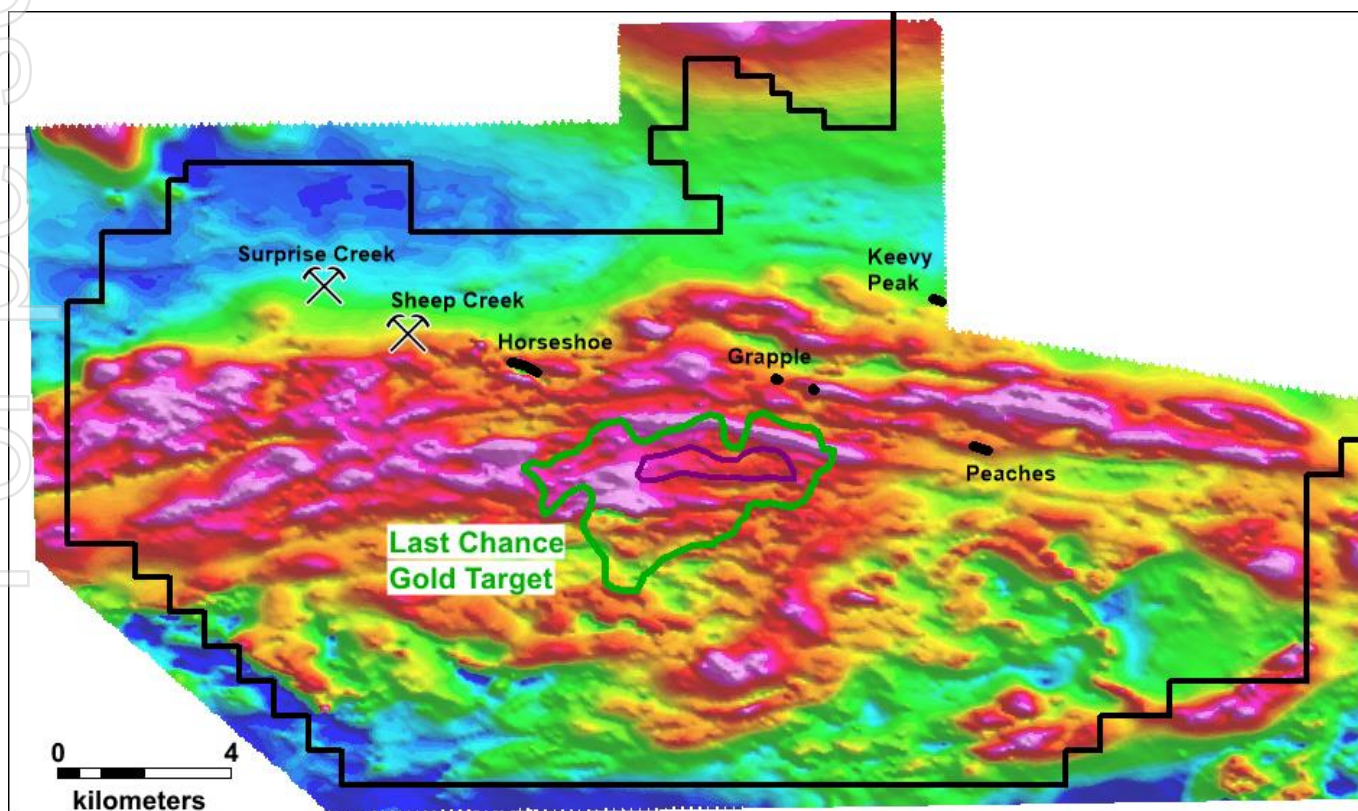 Surprise Creek
Sheep Creek
Horseshoe
Grapple
Keevy
Peak
Peaches
Last Chance
Gold Target
0 4
kilometers